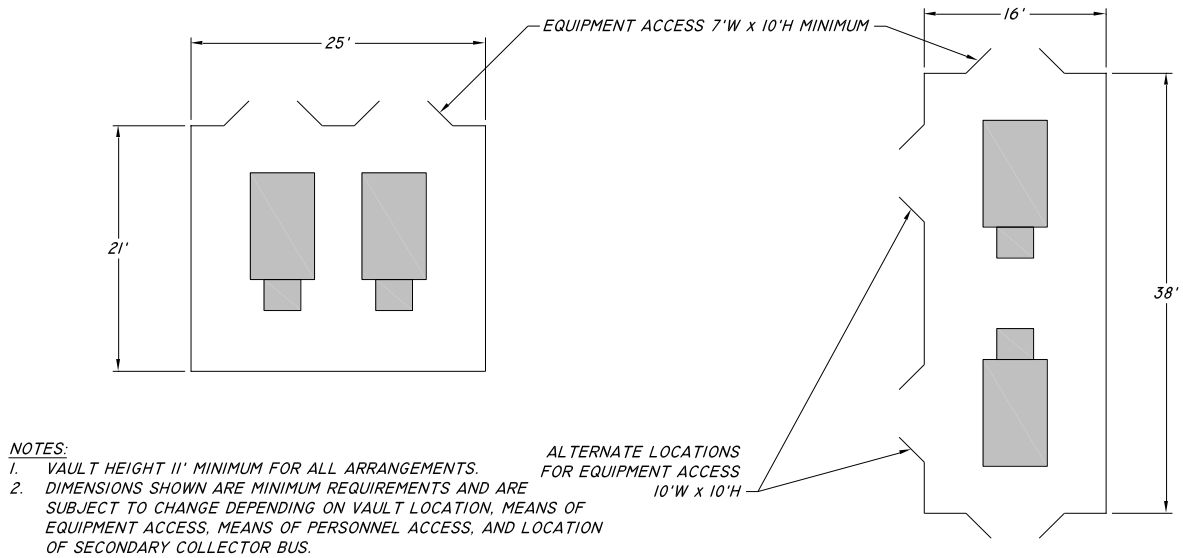 EQUIPMENT ACCESS 7'W X 10'H MINIMUM
25'
16'
21'
38'
NOTES:
1. VAULT HEIGHT 11' MINIMUM FOR ALL ARRANGEMENTS.
2. DIMENSIONS SHOWN ARE MINIMUM REQUIREMENTS AND ARE
SUBJECT TO CHANGE DEPENDING ON VAULT LOCATION, MEANS OF
EQUIPMENT ACCESS, MEANS OF PERSONNEL ACCESS, AND LOCATION
OF SECONDARY COLLECTOR BUS.
ALTERNATE LOCATIONS
FOR EQUIPMENT ACCESS
10'W X 10'H